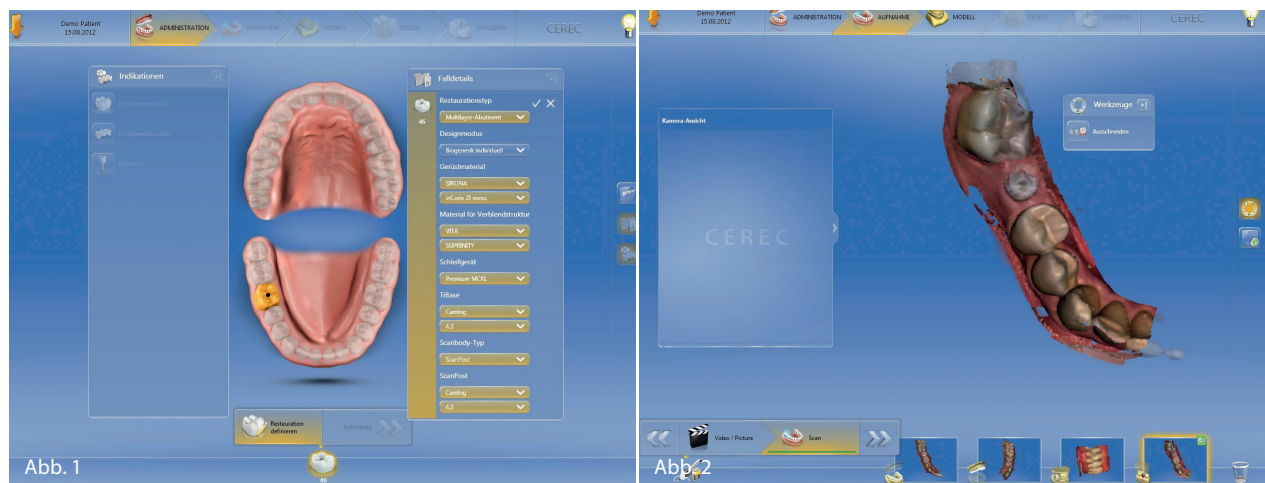 Demo Patient
15.08.2012
ADMINISTRATION
AUFNAHME
MODELL
DESIGN
SCHLEIFEN
CEREC
Indikationen
Falldetails
46
Restaurationstyp
Multilayer-Abutment
Designmodus
Biogenerik individuell
Gerüstmaterial
SIRONA
inCoris ZI meso
Material für Verblendstruktur
VITA
SUPRINITY
Schleifgerät
Premium MCXL
TiBase
Camlog
4,3
Scanbody-Typ
ScanPost
ScanPost
Camlog
4,3
Restauration
definieren
Aufnahme
46
Abb. 1
Demo Patient
15.08.2012
ADMINISTRATION
AUFNAHME
MODELL
DESIGN
SCHLEIFEN
CEREC
Kamera-Ansicht
CEREC
Werkzeuge
Ausschneiden
Video / Picture
Scan
Abb. 2